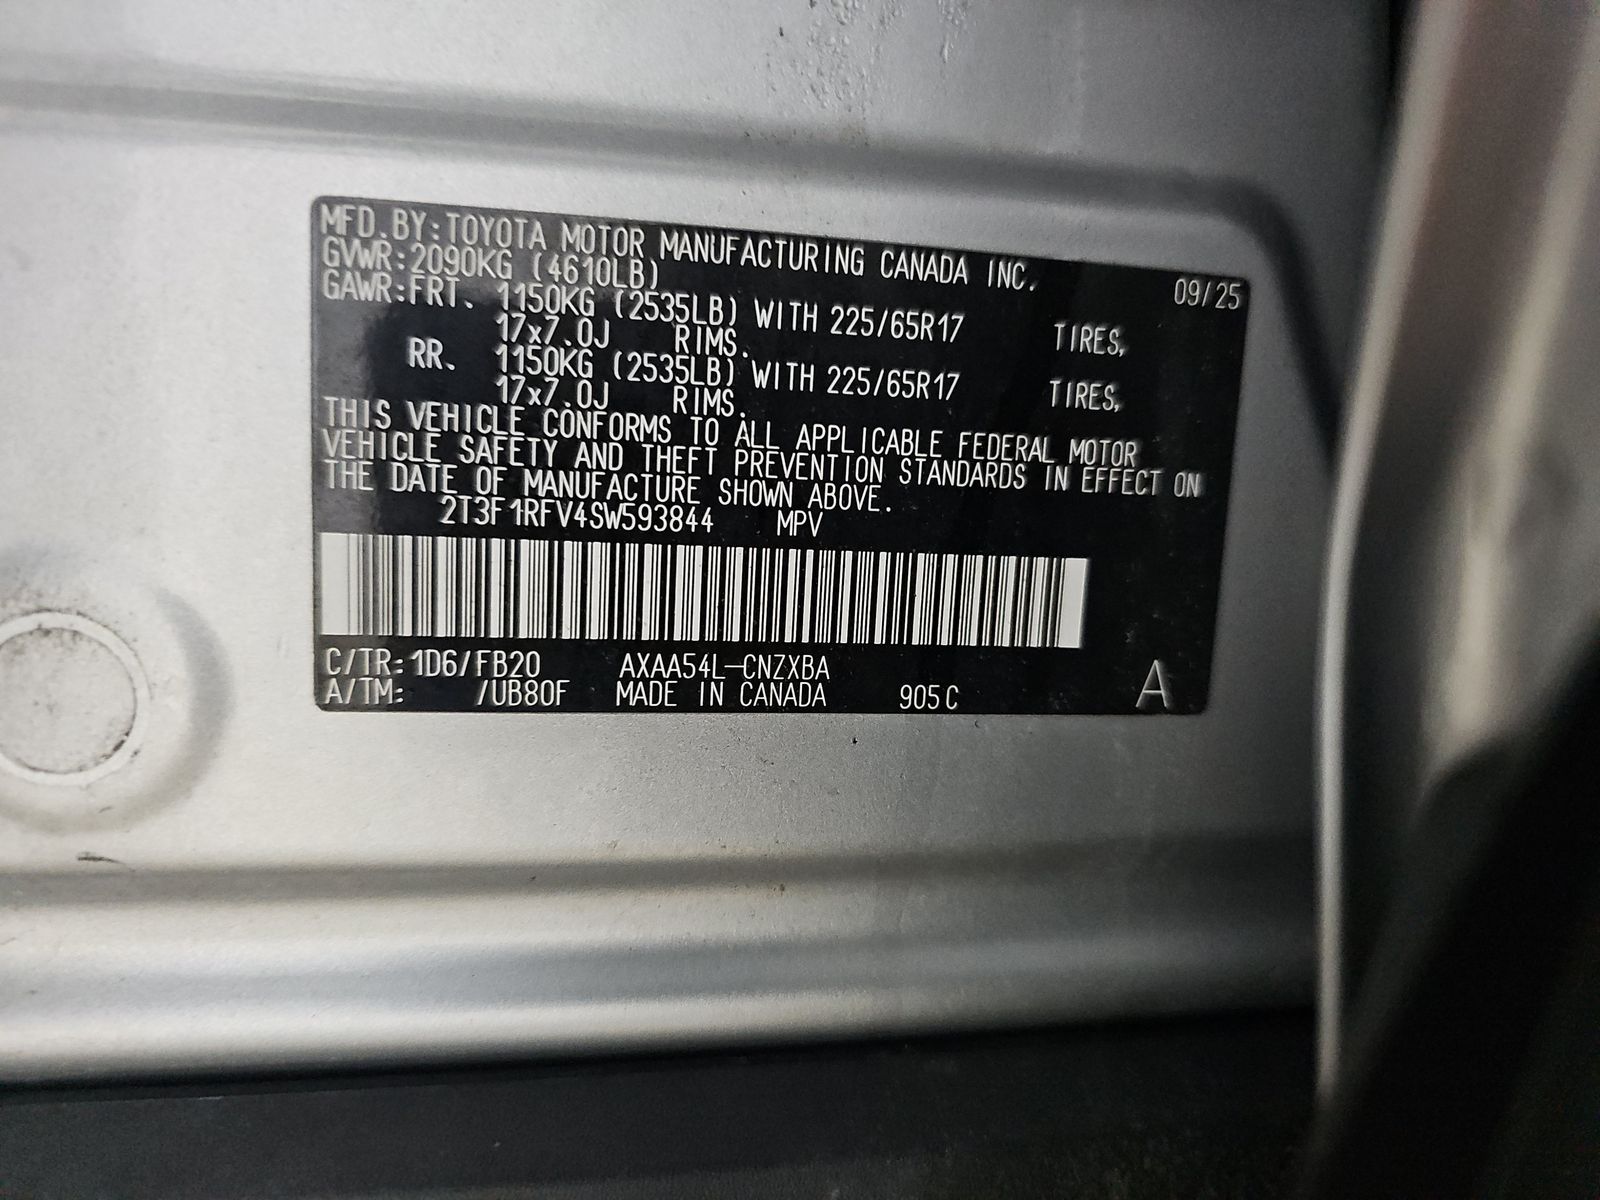 MFD.BY:TOYOTA MOTOR MANUFACTURING CANADA INC. 09/25
GVWR:2090KG (4610LB)
GAWR:FRT. 1150KG (2535LB) WITH 225/65R17 TIRES,
17x7.0J RIMS.
RR. 1150KG (2535LB) WITH 225/65R17 TIRES,
17x7.0J RIMS.
THIS VEHICLE CONFORMS TO ALL APPLICABLE FEDERAL MOTOR
VEHICLE SAFETY AND THEFT PREVENTION STANDARDS IN EFFECT ON
THE DATE OF MANUFACTURE SHOWN ABOVE.
2T3F1RFV4SW593844 MPV
C/TR:1D6/FB20 AXAA54L-CNZXBA
A/TM: /UB80F MADE IN CANADA 905C A